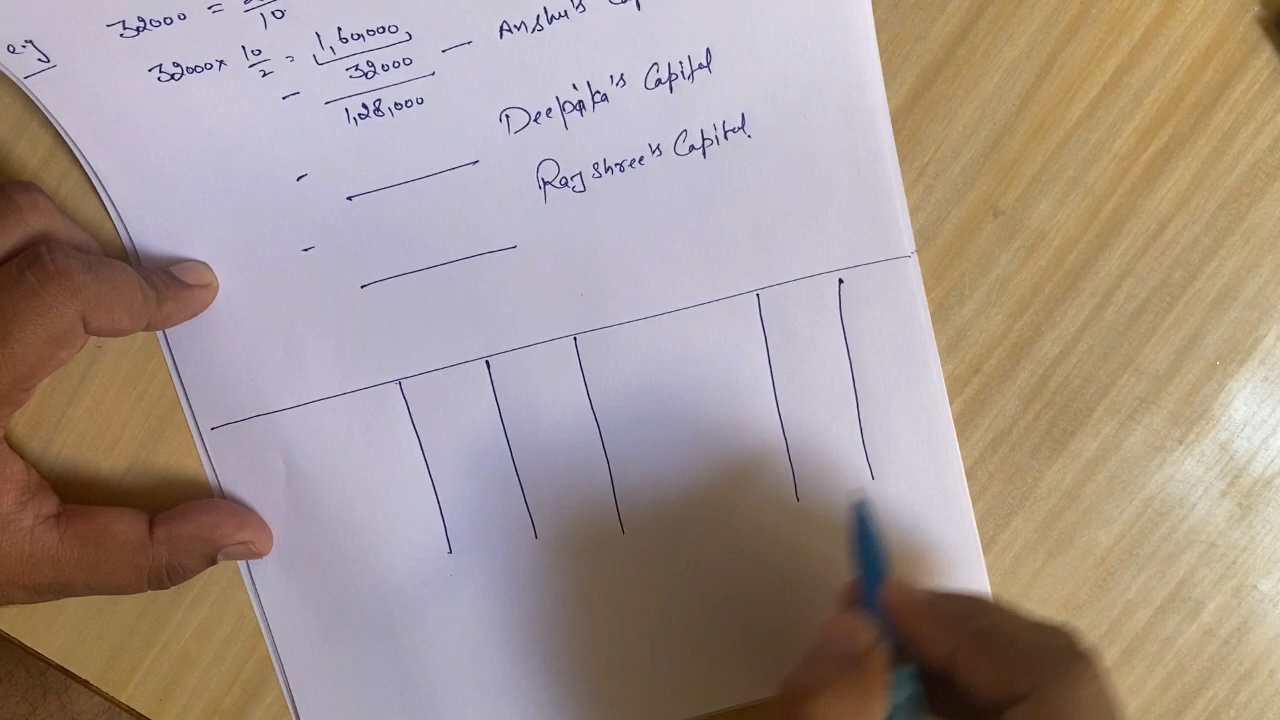 32000 =
10
e.g
32000 × 10/2 = 1,60,000
- 32000 — Anshu's
1,28,000
- Deepika's Capital
- Rajshree's Capital